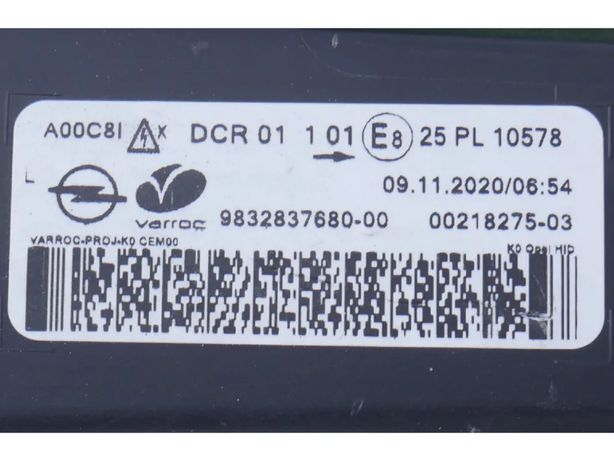 A00C8I X DCR 01 1 01 E8 25 PL 10578
09.11.2020/06:54
L
varroc 9832837680-00 00218275-03
VARROC-PROJ-K0 CEM00 K0 Opel HID